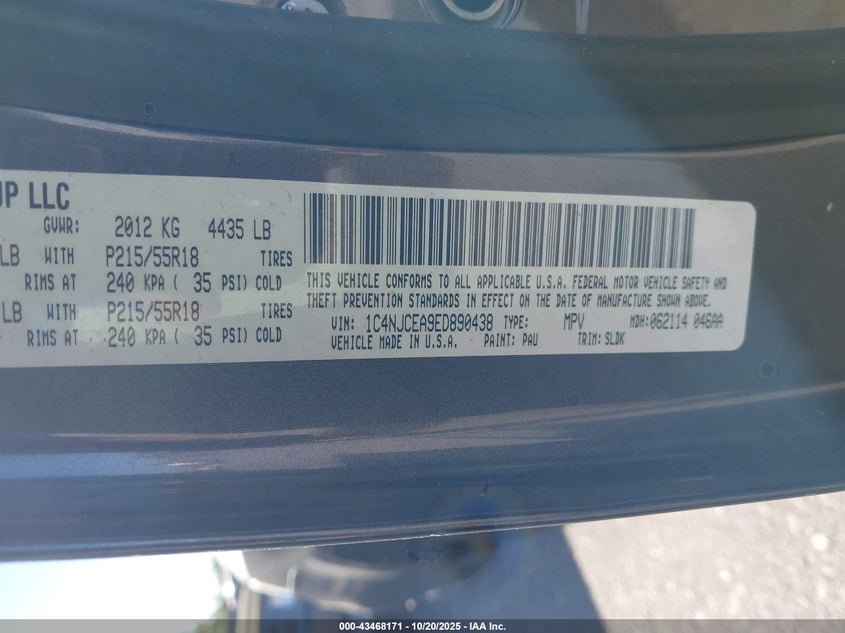 UP LLC
GVWR: 2012 KG 4435 LB
LB WITH P215/55R18 TIRES
RIMS AT 240 KPA ( 35 PSI) COLD
LB WITH P215/55R18 TIRES
RIMS AT 240 KPA ( 35 PSI) COLD
THIS VEHICLE CONFORMS TO ALL APPLICABLE U.S.A. FEDERAL MOTOR VEHICLE SAFETY AND
THEFT PREVENTION STANDARDS IN EFFECT ON THE DATE OF MANUFACTURE SHOWN ABOVE.
VIN: 1C4NJCEA9ED890438 TYPE: MPV MDH:062114 046AA
VEHICLE MADE IN U.S.A. PAINT: PAU TRIM: SLDK
000-43468171 - 10/20/2025 - IAA Inc.